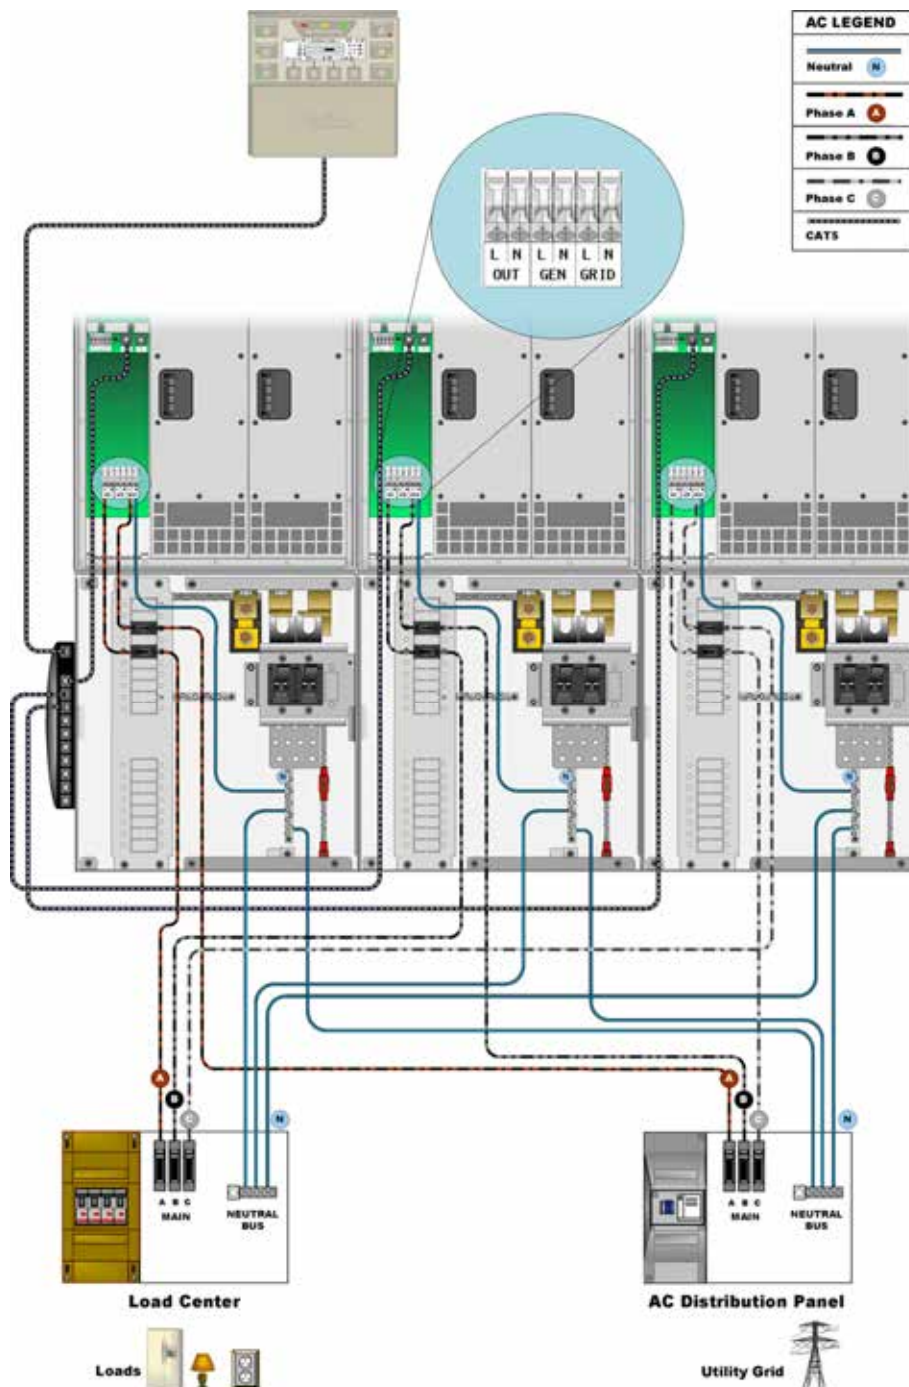 AC LEGEND
Neutral N
Phase A A
Phase B B
Phase C C
CAT5
L N L N L N
OUT GEN GRID
N
N
N
A
B
C
N
A
B
C
N
A B C
MAIN
NEUTRAL
BUS
A B C
MAIN
NEUTRAL
BUS
Load Center
AC Distribution Panel
Loads
Utility Grid